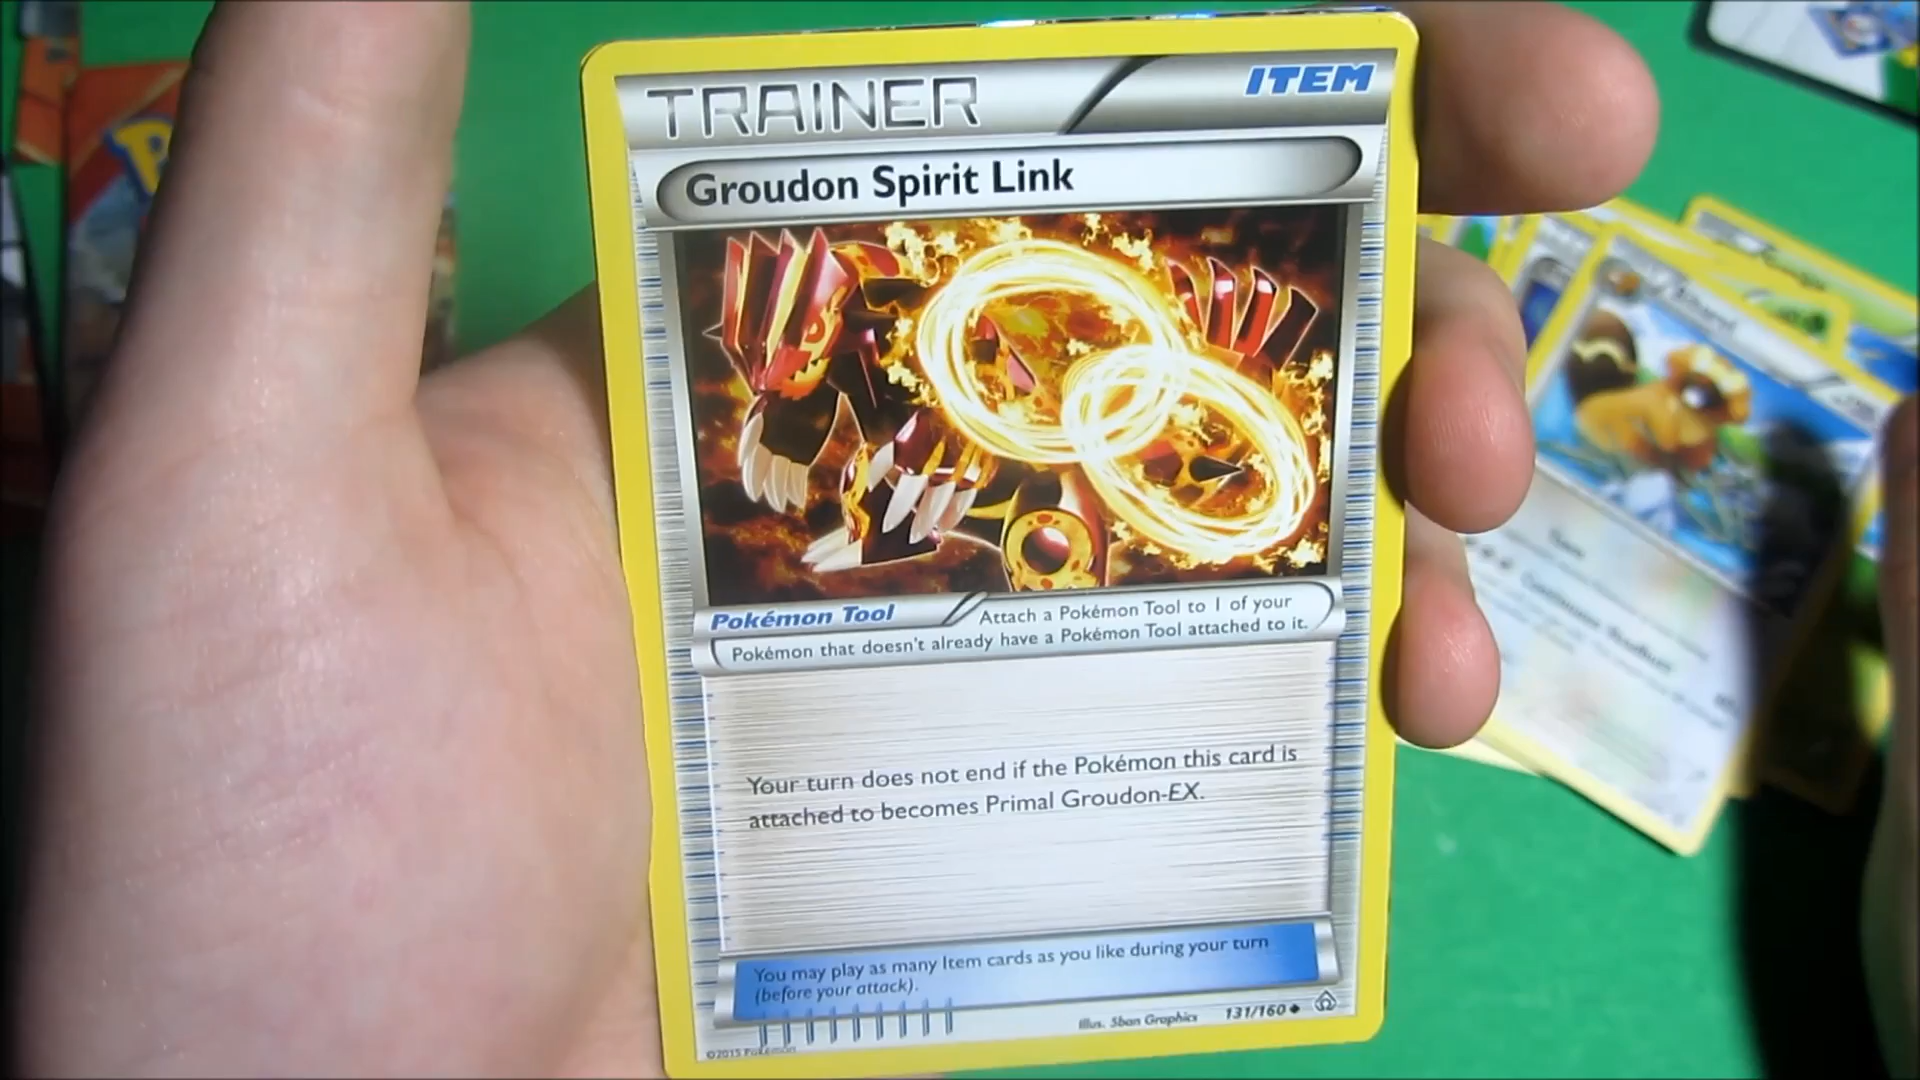 TRAINER
ITEM
Groudon Spirit Link
Pokémon Tool
Attach a Pokémon Tool to 1 of your
Pokémon that doesn't already have a Pokémon Tool attached to it.
Your turn does not end if the Pokémon this card is
attached to becomes Primal Groudon-EX.
You may play as many Item cards as you like during your turn
(before your attack).
Illus. 5ban Graphics
131/160
©2015 Pokémon